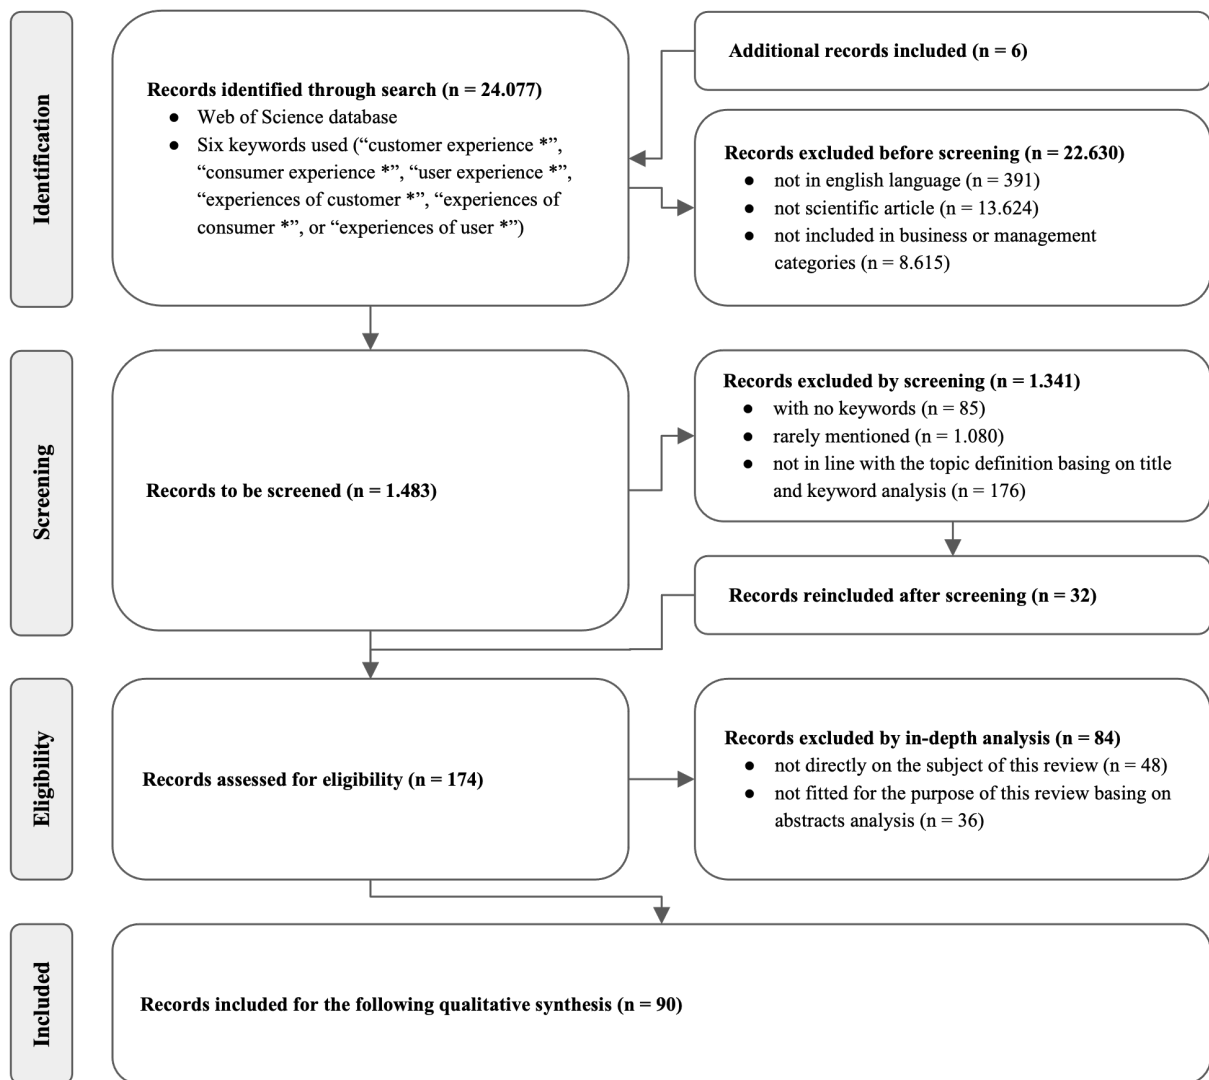 Identification
Records identified through search (n = 24.077)
● Web of Science database
● Six keywords used (“customer experience *”,
“consumer experience *”, “user experience *”,
“experiences of customer *”, “experiences of
consumer *”, or “experiences of user *”)
Additional records included (n = 6)
Records excluded before screening (n = 22.630)
● not in english language (n = 391)
● not scientific article (n = 13.624)
● not included in business or management
categories (n = 8.615)
Screening
Records to be screened (n = 1.483)
Records excluded by screening (n = 1.341)
● with no keywords (n = 85)
● rarely mentioned (n = 1.080)
● not in line with the topic definition basing on title
and keyword analysis (n = 176)
Records reincluded after screening (n = 32)
Eligibility
Records assessed for eligibility (n = 174)
Records excluded by in-depth analysis (n = 84)
● not directly on the subject of this review (n = 48)
● not fitted for the purpose of this review basing on
abstracts analysis (n = 36)
Included
Records included for the following qualitative synthesis (n = 90)